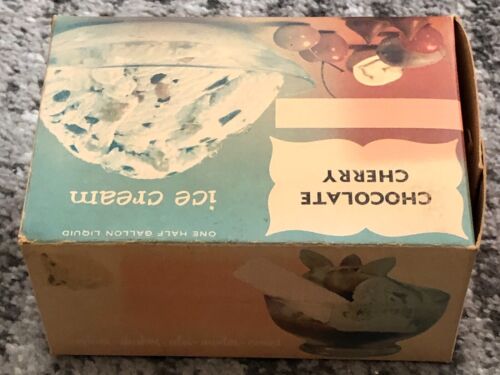 ONE HALF GALLON LIQUID
ice cream
CHOCOLATE
CHERRY